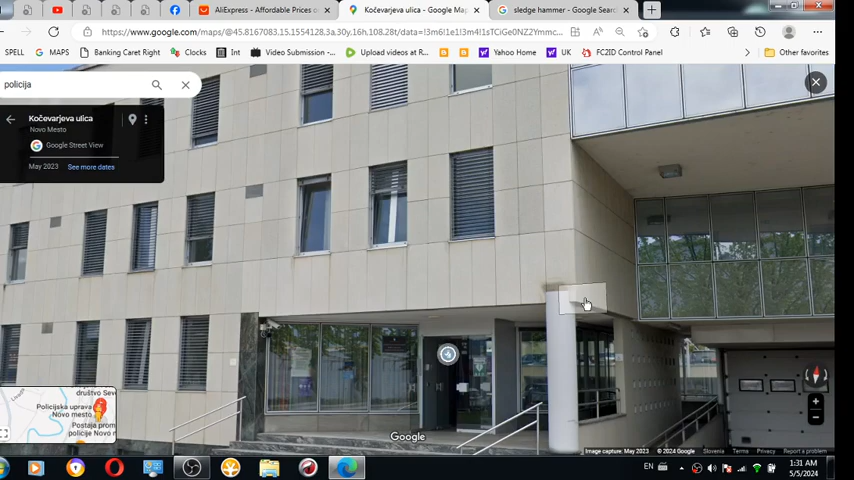 AliExpress - Affordable Prices o
Kočevarjeva ulica - Google Map
sledge hammer - Google Searc
https://www.google.com/maps/@45.8167083,15.1554128,3a,30y,16h,108.28t/data=!3m6!1e1!3m4!1sTCiGe0NZ2Ymmc...
SPELL
MAPS
Banking Caret Right
Clocks
Int
Video Submission -...
Upload videos at r...
Yahoo Home
UK
FC2ID Control Panel
Other favorites
policija
Kočevarjeva ulica
Novo Mesto
Google Street View
May 2023
See more dates
društvo Sev
Policijska uprava
Novo mesto
Postaja prom
policije Novo m
Google
Image capture: May 2023
© 2024 Google
Slovenia
Terms
Privacy
Report a problem
EN
1:31 AM
5/5/2024